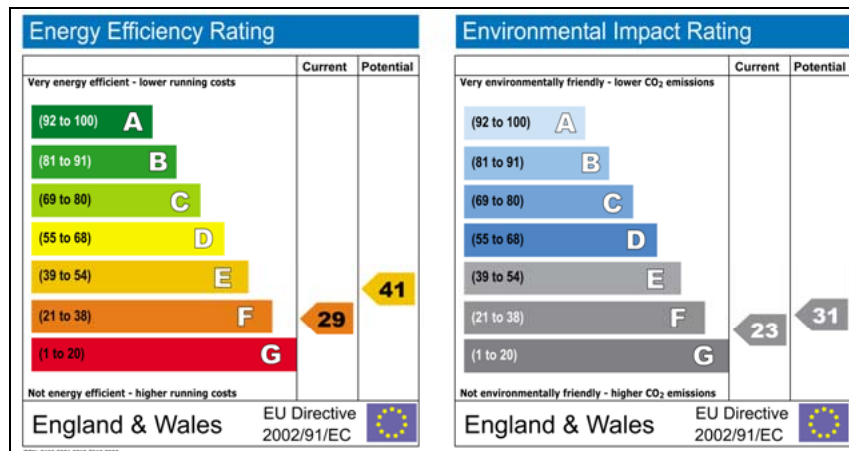 Energy Efficiency Rating
Current Potential
Very energy efficient - lower running costs
(92 to 100) A
(81 to 91) B
(69 to 80) C
(55 to 68) D
(39 to 54) E
41
(21 to 38) F
29
(1 to 20) G
Not energy efficient - higher running costs
England & Wales
EU Directive
2002/91/EC
Environmental Impact Rating
Current Potential
Very environmentally friendly - lower CO2 emissions
(92 to 100) A
(81 to 91) B
(69 to 80) C
(55 to 68) D
(39 to 54) E
(21 to 38) F
31
23
(1 to 20) G
Not environmentally friendly - higher CO2 emissions
England & Wales
EU Directive
2002/91/EC